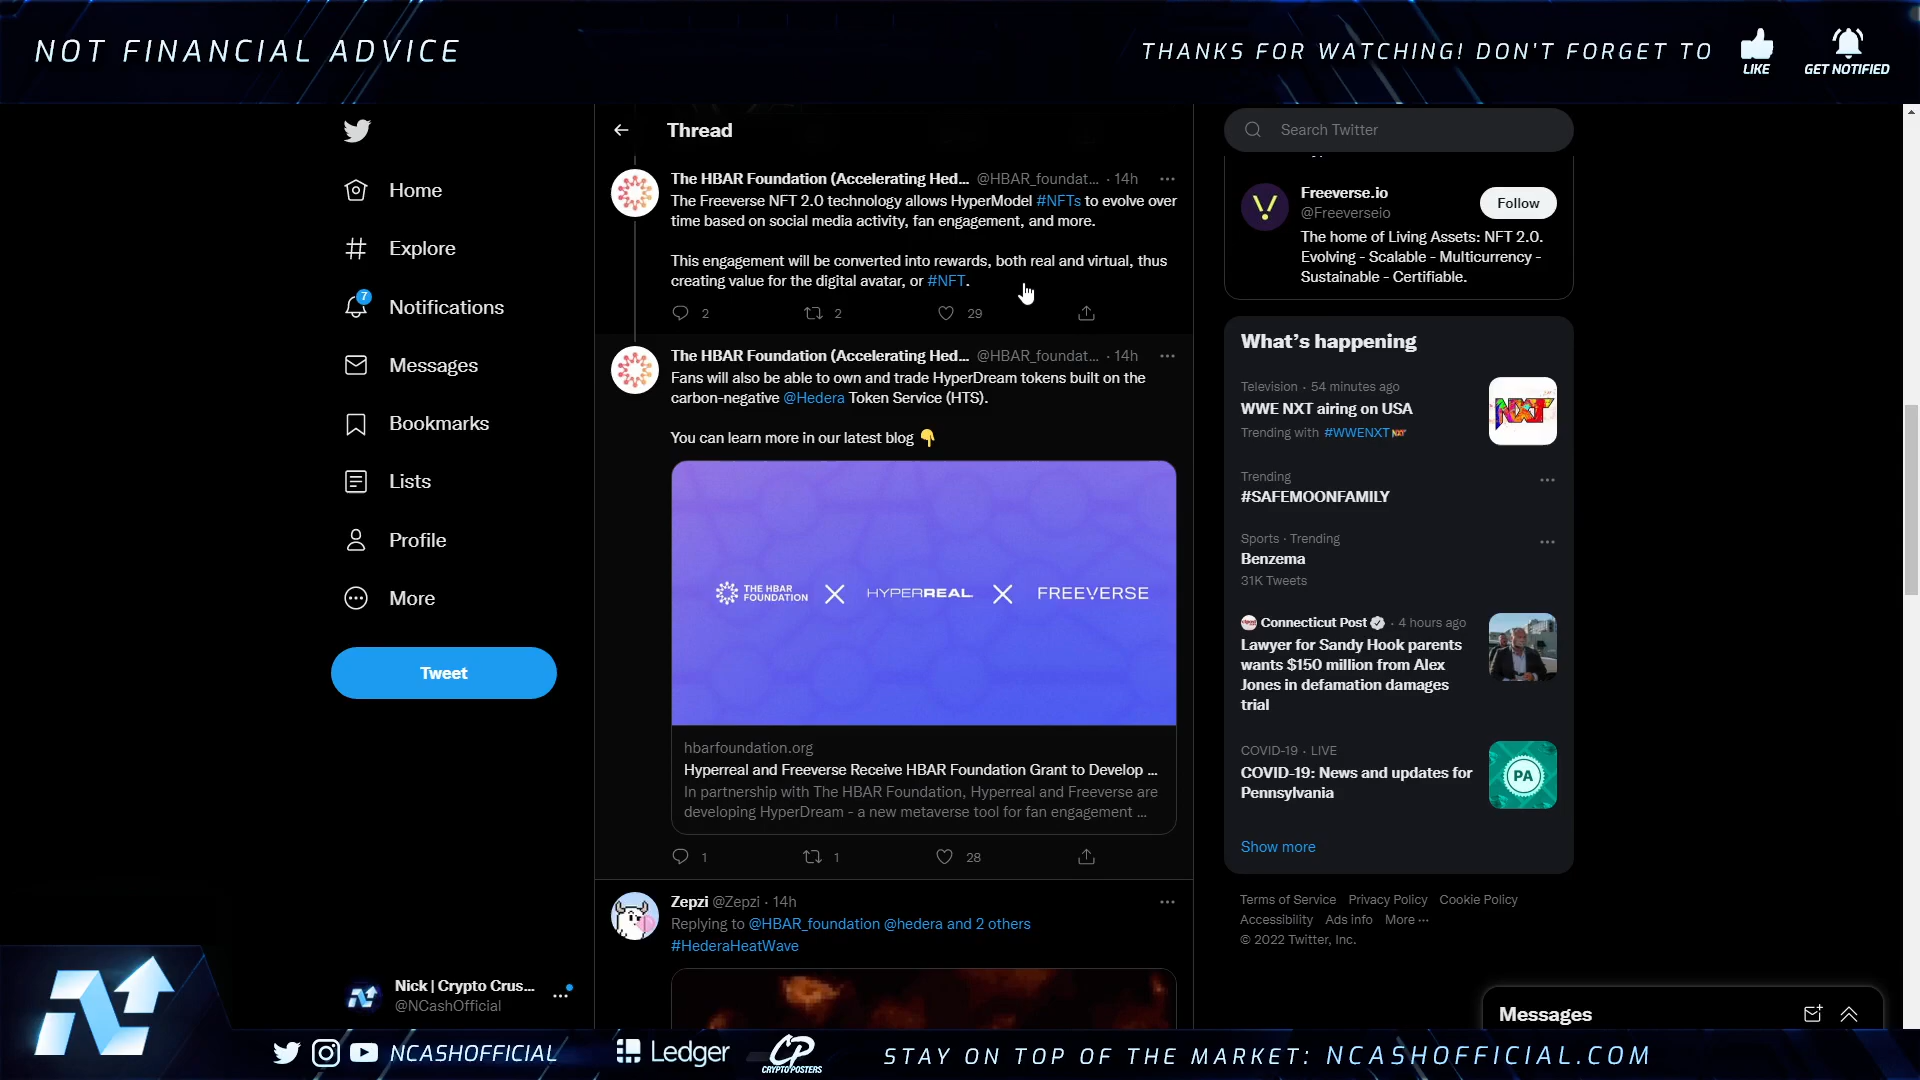 NOT FINANCIAL ADVICE
THANKS FOR WATCHING! DON'T FORGET TO
LIKE
GET NOTIFIED
Home
Explore
7
Notifications
Messages
Bookmarks
Lists
Profile
More
Tweet
Nick | Crypto Crus...
@NCashOfficial
Thread
The HBAR Foundation (Accelerating Hed... @HBAR_foundat... · 14h
The Freeverse NFT 2.0 technology allows HyperModel #NFTs to evolve over
time based on social media activity, fan engagement, and more.
This engagement will be converted into rewards, both real and virtual, thus
creating value for the digital avatar, or #NFT.
2 2 29
The HBAR Foundation (Accelerating Hed... @HBAR_foundat... · 14h
Fans will also be able to own and trade HyperDream tokens built on the
carbon-negative @Hedera Token Service (HTS).
You can learn more in our latest blog 👇
THE HBAR
FOUNDATION
HYPERREAL
FREEVERSE
hbarfoundation.org
Hyperreal and Freeverse Receive HBAR Foundation Grant to Develop ...
In partnership with The HBAR Foundation, Hyperreal and Freeverse are
developing HyperDream - a new metaverse tool for fan engagement ...
1 1 28
Zepzi @Zepzi · 14h
Replying to @HBAR_foundation @hedera and 2 others
#HederaHeatWave
Search Twitter
Freeverse.io
@Freeverseio
Follow
The home of Living Assets: NFT 2.0.
Evolving - Scalable - Multicurrency -
Sustainable - Certifiable.
What's happening
Television · 54 minutes ago
WWE NXT airing on USA
Trending with #WWENXT
NXT
Trending
#SAFEMOONFAMILY
Sports · Trending
Benzema
31K Tweets
Connecticut Post · 4 hours ago
Lawyer for Sandy Hook parents
wants $150 million from Alex
Jones in defamation damages
trial
COVID-19 · LIVE
COVID-19: News and updates for
Pennsylvania
PA
Show more
Terms of Service Privacy Policy Cookie Policy
Accessibility Ads info More ···
© 2022 Twitter, Inc.
Messages
NCASHOFFICIAL
Ledger
CP
CRYPTO POSTERS
STAY ON TOP OF THE MARKET: NCASHOFFICIAL.COM